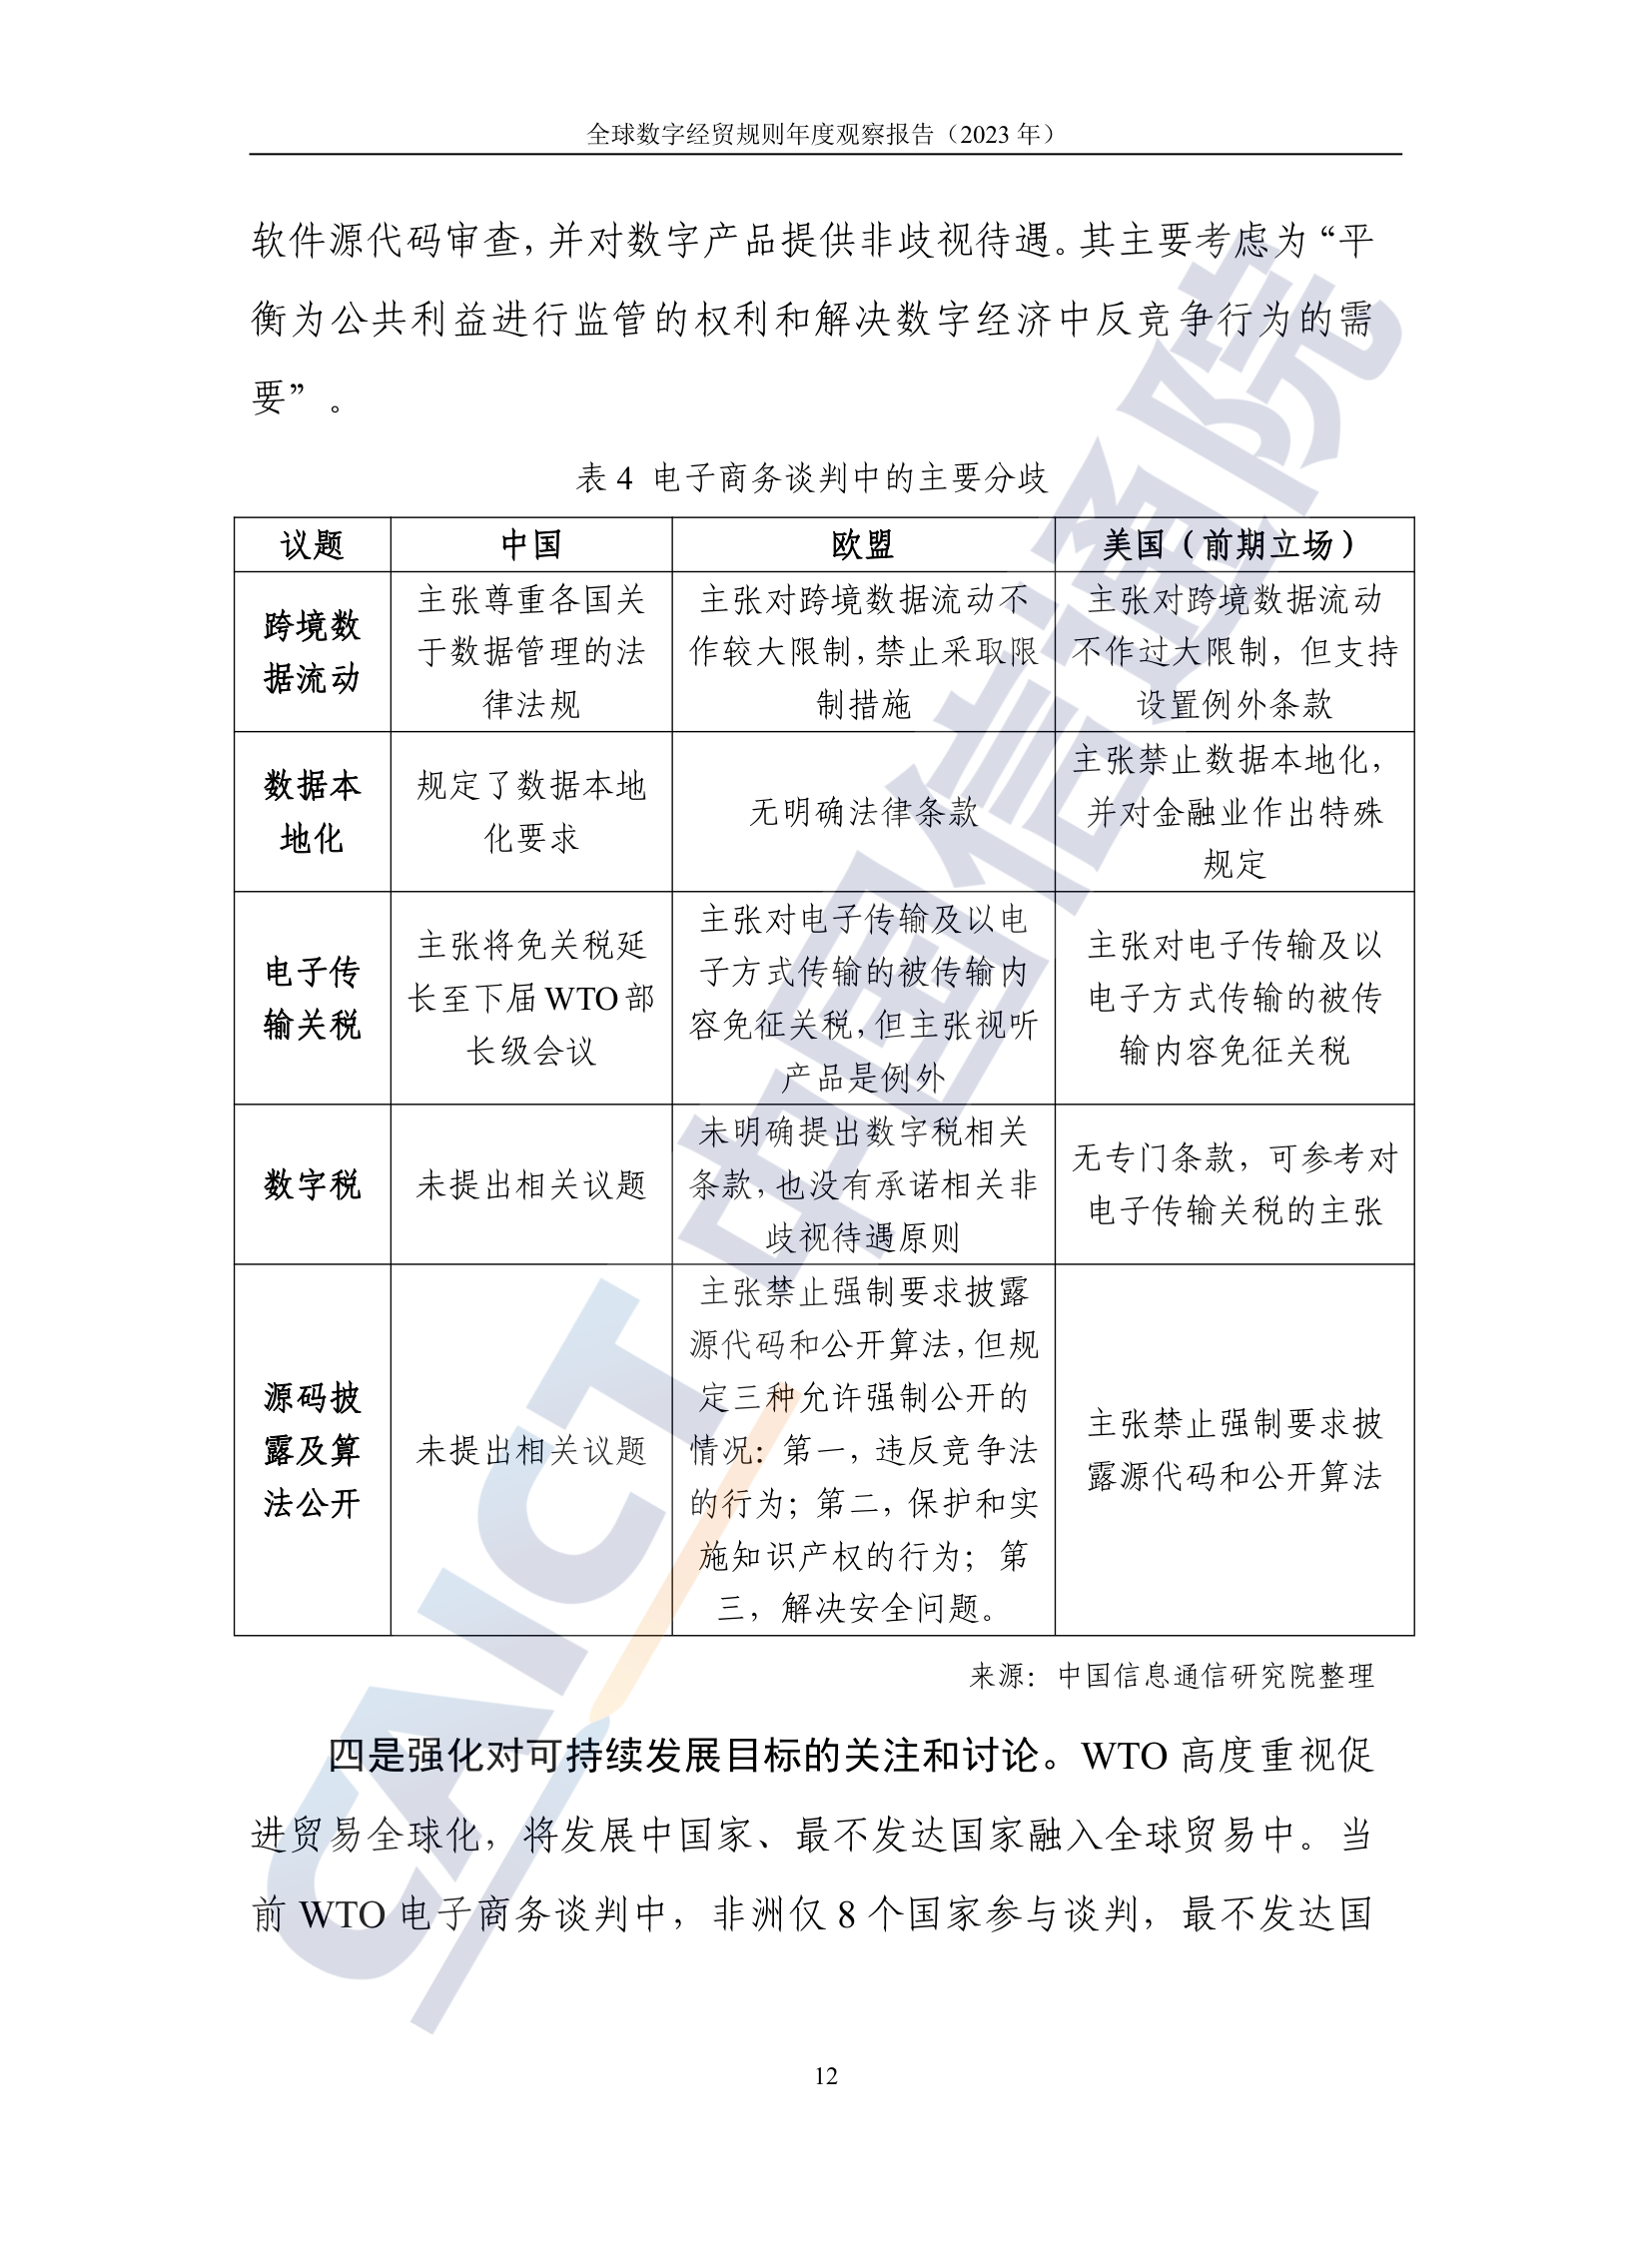 全球数字经贸规则年度观察报告（2023 年）
软件源代码审查，并对数字产品提供非歧视待遇。其主要考虑为“平
衡为公共利益进行监管的权利和解决数字经济中反竞争行为的需
要”。
表 4 电子商务谈判中的主要分歧
议题 中国 欧盟 美国（前期立场）
跨境数
据流动
主张尊重各国关
于数据管理的法
律法规
主张对跨境数据流动不
作较大限制，禁止采取限
制措施
主张对跨境数据流动
不作过大限制，但支持
设置例外条款
数据本
地化
规定了数据本地
化要求
无明确法律条款
主张禁止数据本地化，
并对金融业作出特殊
规定
电子传
输关税
主张将免关税延
长至下届 WTO 部
长级会议
主张对电子传输及以电
子方式传输的被传输内
容免征关税，但主张视听
产品是例外
主张对电子传输及以
电子方式传输的被传
输内容免征关税
数字税
未提出相关议题
未明确提出数字税相关
条款，也没有承诺相关非
歧视待遇原则
无专门条款，可参考对
电子传输关税的主张
源码披
露及算
法公开
未提出相关议题
主张禁止强制要求披露
源代码和公开算法，但规
定三种允许强制公开的
情况：第一，违反竞争法
的行为；第二，保护和实
施知识产权的行为；第
三，解决安全问题。
主张禁止强制要求披
露源代码和公开算法
来源：中国信息通信研究院整理
四是强化对可持续发展目标的关注和讨论。WTO 高度重视促
进贸易全球化，将发展中国家、最不发达国家融入全球贸易中。当
前 WTO 电子商务谈判中，非洲仅 8 个国家参与谈判，最不发达国
12
CAICT 中国信通院